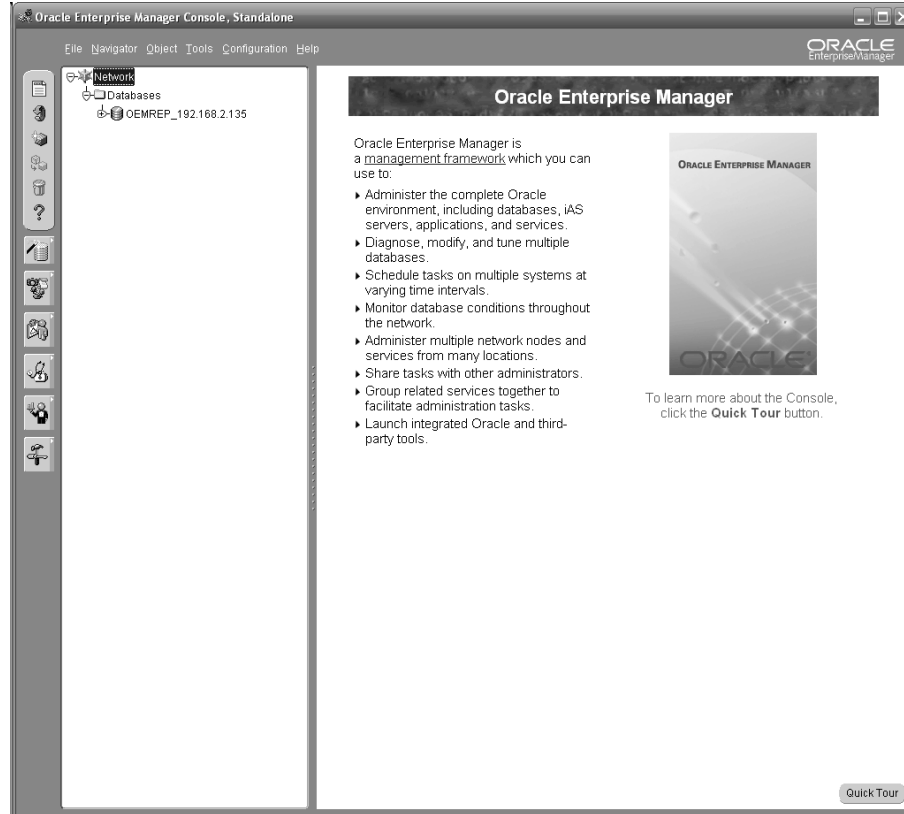 Oracle Enterprise Manager Console, Standalone
File Navigator Object Tools Configuration Help
ORACLE
EnterpriseManager
Network
Databases
OEMREP_192.168.2.135
Oracle Enterprise Manager
Oracle Enterprise Manager is
a management framework which you can
use to:
Administer the complete Oracle
environment, including databases, iAS
servers, applications, and services.
Diagnose, modify, and tune multiple
databases.
Schedule tasks on multiple systems at
varying time intervals.
Monitor database conditions throughout
the network.
Administer multiple network nodes and
services from many locations.
Share tasks with other administrators.
Group related services together to
facilitate administration tasks.
Launch integrated Oracle and third-
party tools.
ORACLE ENTERPRISE MANAGER
ORACLE
To learn more about the Console,
click the Quick Tour button.
Quick Tour